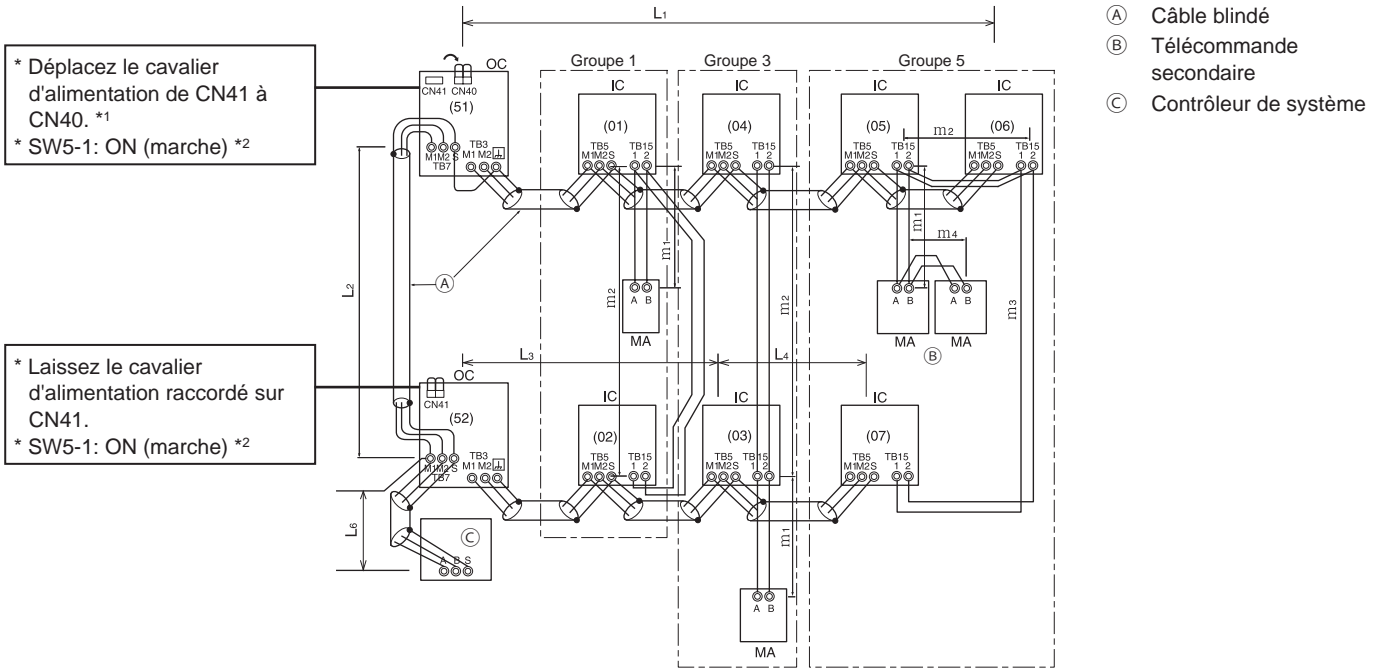 L1
Ⓐ Câble blindé
Ⓑ Télécommande
secondaire
Ⓒ Contrôleur de système
* Déplacez le cavalier
d'alimentation de CN41 à
CN40. *1
* SW5-1: ON (marche) *2
OC
CN41 CN40
(51)
TB3
M1 M2
M1M2 S
TB7
Groupe 1
IC
(01)
TB5
M1M2S
TB15
1 2
Groupe 3
IC
(04)
TB5
M1M2S
TB15
1 2
Groupe 5
IC
(05)
TB5
M1M2S
TB15
1 2
m2
IC
(06)
TB5
M1M2S
TB15
1 2
L2
Ⓐ
m2
m1
A B
MA
m2
m1
m4
A B
MA
A B
MA
Ⓑ
m3
* Laissez le cavalier
d'alimentation raccordé sur
CN41.
* SW5-1: ON (marche) *2
L3
L4
OC
CN41
(52)
TB3
M1 M2
M1M2 S
TB7
IC
(02)
TB5
M1M2S
TB15
1 2
IC
(03)
TB5
M1M2S
TB15
1 2
IC
(07)
TB5
M1M2S
TB15
1 2
L6
Ⓒ
A B S
m1
A B
MA